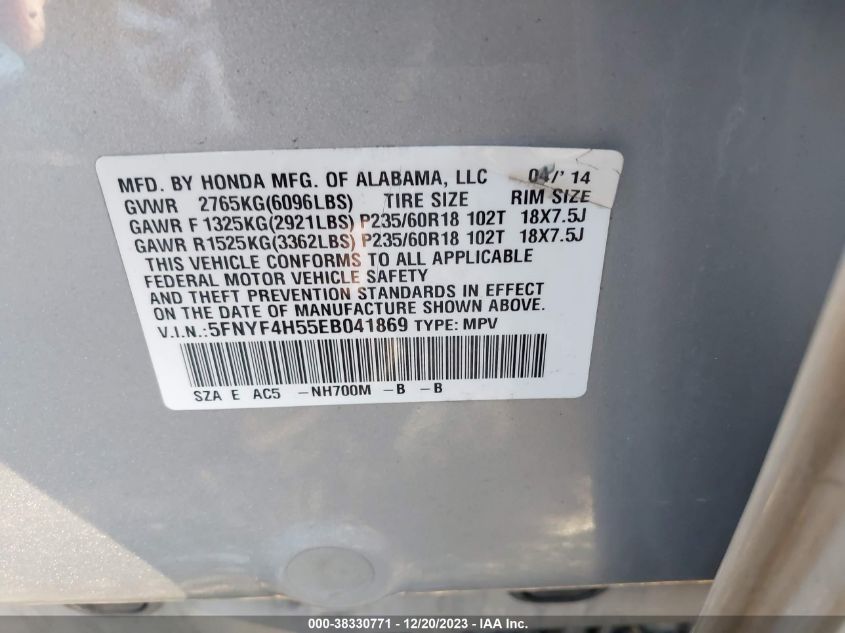 MFD. BY HONDA MFG. OF ALABAMA, LLC 04/'14
GVWR 2765KG(6096LBS) TIRE SIZE RIM SIZE
GAWR F 1325KG(2921LBS) P235/60R18 102T 18X7.5J
GAWR R1525KG(3362LBS) P235/60R18 102T 18X7.5J
THIS VEHICLE CONFORMS TO ALL APPLICABLE
FEDERAL MOTOR VEHICLE SAFETY
AND THEFT PREVENTION STANDARDS IN EFFECT
ON THE DATE OF MANUFACTURE SHOWN ABOVE.
V.I.N.:5FNYF4H55EB041869 TYPE: MPV
SZA E AC5 -NH700M -B -B
000-38330771 - 12/20/2023 - IAAI.COM.